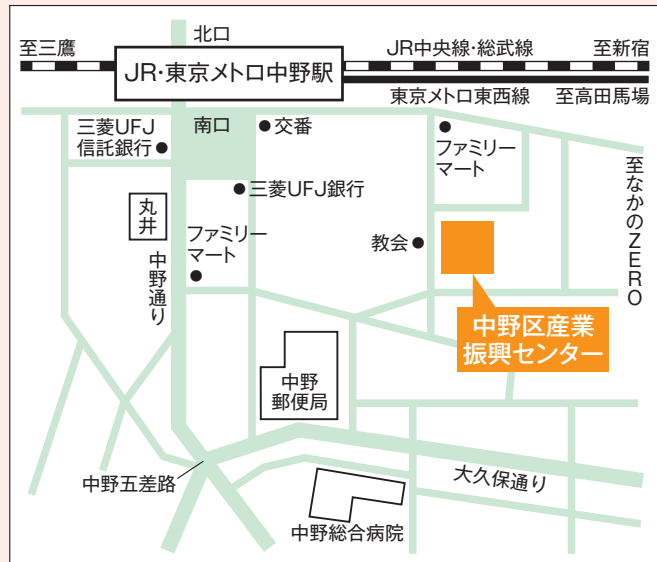 北口
至三鷹
JR・東京メトロ中野駅
JR中央線・総武線
至新宿
東京メトロ東西線
至高田馬場
三菱UFJ
信託銀行
南口
交番
ファミリー
マート
三菱UFJ銀行
丸井
ファミリー
マート
教会
至なかのZERO
中野通り
中野区産業
振興センター
中野
郵便局
中野五差路
大久保通り
中野総合病院